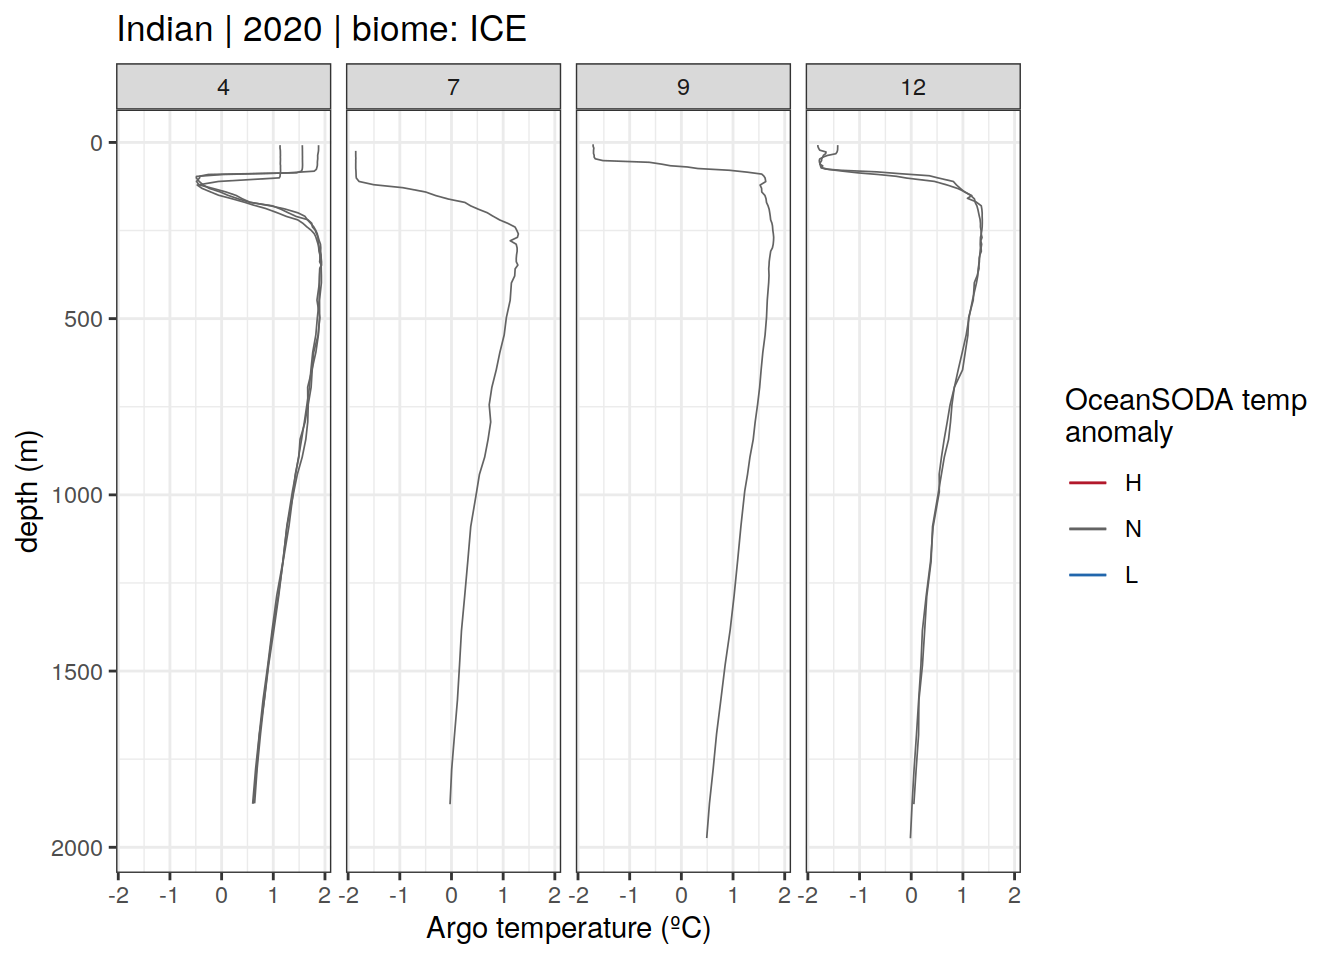 Indian | 2020 | biome: ICE
4 7 9 12
0
500
1000
1500
2000
depth (m)
-2 -1 0 1 2 -2 -1 0 1 2 -2 -1 0 1 2 -2 -1 0 1 2
Argo temperature (ºC)
OceanSODA temp
anomaly
H
N
L